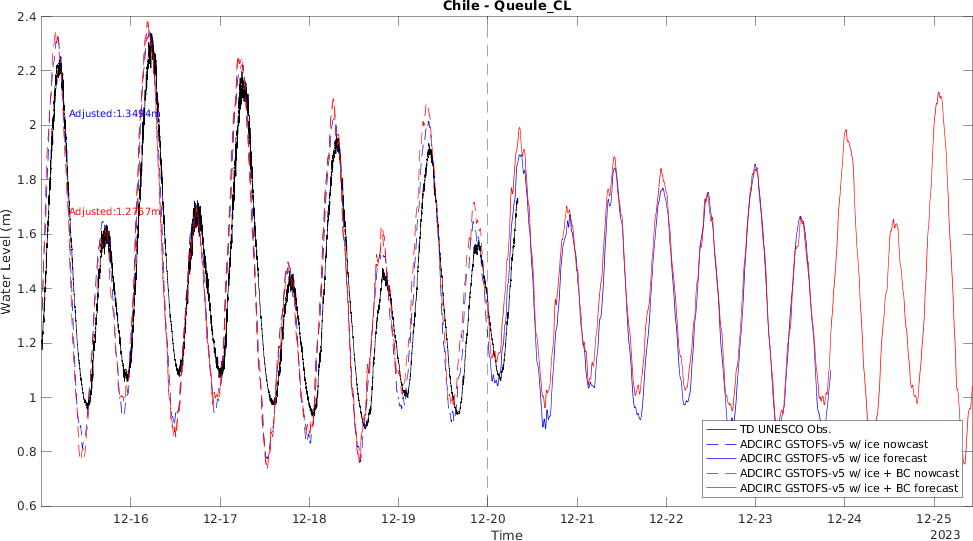 Chile - Queule_CL
2.4
2.2
2
1.8
1.6
1.4
1.2
1
0.8
0.6
Water Level (m)
Adjusted:1.3494m
Adjusted:1.2767m
12-16
12-17
12-18
12-19
12-20
12-21
12-22
12-23
12-24
12-25
2023
Time
TD UNESCO Obs.
ADCIRC GSTOFS-v5 w/ ice nowcast
ADCIRC GSTOFS-v5 w/ ice forecast
ADCIRC GSTOFS-v5 w/ ice + BC nowcast
ADCIRC GSTOFS-v5 w/ ice + BC forecast